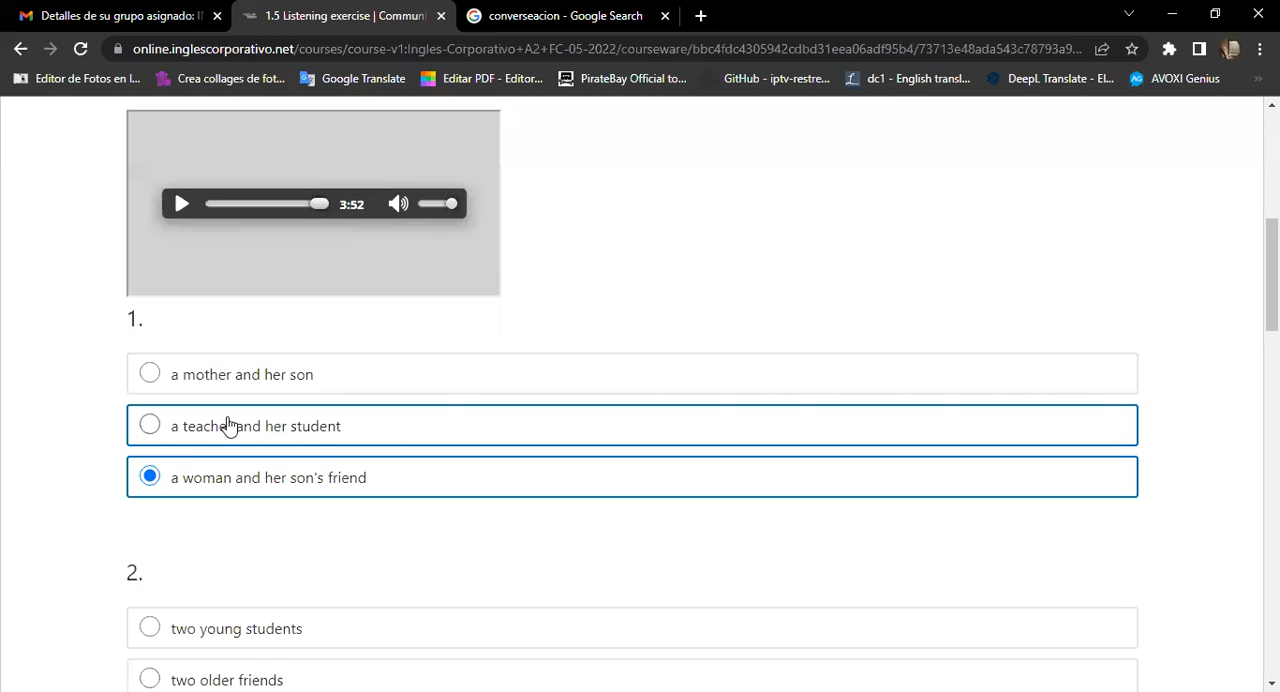 Detalles de su grupo asignado: I
1.5 Listening exercise | Communi
converseacion - Google Search
online.inglescorporativo.net/courses/course-v1:Ingles-Corporativo+A2+FC-05-2022/courseware/bbc4fdc4305942cdbd31eea06adf95b4/73713e48ada543c78793a9...
Editor de Fotos en l...
Crea collages de fot...
Google Translate
Editar PDF - Editor...
PirateBay Official to...
GitHub - iptv-restre...
dc1 - English transl...
DeepL Translate - El...
AVOXI Genius
3:52
1.
a mother and her son
a teacher and her student
a woman and her son's friend
2.
two young students
two older friends